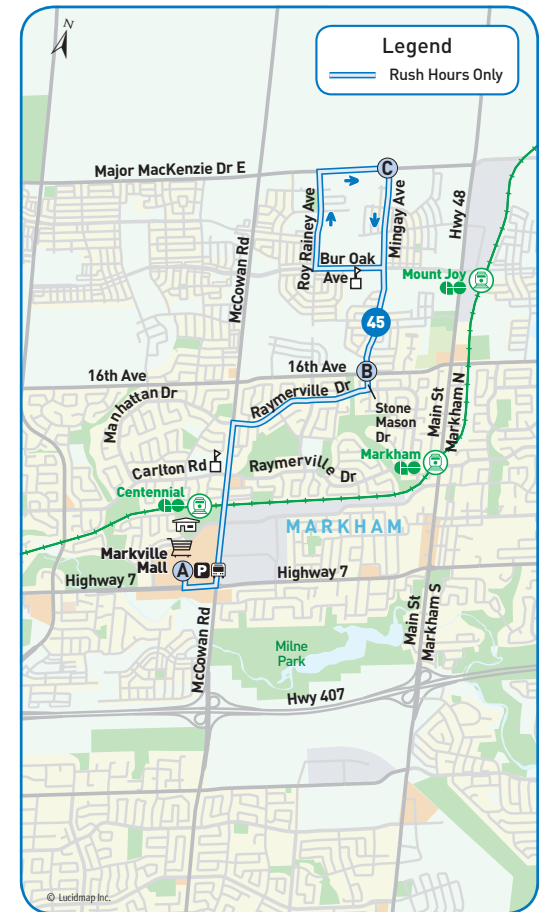 N
Legend
Rush Hours Only
Major MacKenzie Dr E
C
Roy Rainey Ave
Mingay Ave
Hwy 48
McCowan Rd
Bur Oak
Ave
Mount Joy
45
16th Ave
16th Ave
B
Manhattan Dr
Raymerville Dr
Stone
Mason
Dr
Main St
Markham N
Carlton Rd
Raymerville Dr
Markham
Centennial
MARKHAM
Markville
Mall
A
P
Highway 7
Highway 7
McCowan Rd
Main St
Markham S
Milne
Park
Hwy 407
© Lucidmap Inc.